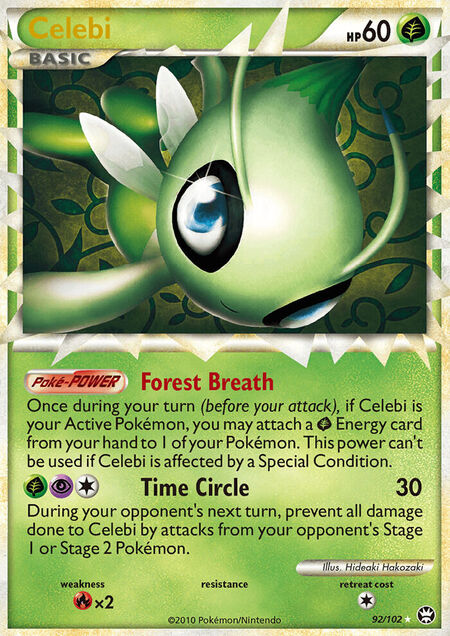 Celebi
HP60
BASIC
Poké-POWER Forest Breath
Once during your turn (before your attack), if Celebi is
your Active Pokémon, you may attach a Energy card
from your hand to 1 of your Pokémon. This power can't
be used if Celebi is affected by a Special Condition.
Time Circle 30
During your opponent's next turn, prevent all damage
done to Celebi by attacks from your opponent's Stage
1 or Stage 2 Pokémon.
Illus. Hideaki Hakozaki
weakness resistance retreat cost
×2
©2010 Pokémon/Nintendo 92/102